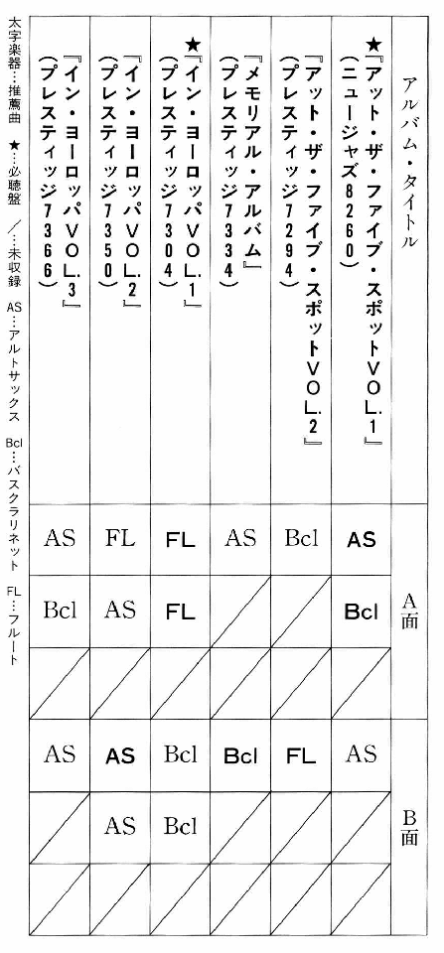 アルバム・タイトル
A面
B面
★『アット・ザ・ファイブ・スポットVOL.1』
(ニュージャズ8260)
AS
Bcl
/
AS
/
/
『アット・ザ・ファイブ・スポットVOL.2』
(プレスティッジ7294)
Bcl
/
/
FL
/
/
『メモリアル・アルバム』
(プレスティッジ7334)
AS
/
/
Bcl
/
/
★『イン・ヨーロッパVOL.1』
(プレスティッジ7304)
FL
FL
/
Bcl
Bcl
/
『イン・ヨーロッパVOL.2』
(プレスティッジ7350)
FL
AS
/
AS
AS
/
『イン・ヨーロッパVOL.3』
(プレスティッジ7366)
AS
Bcl
/
AS
/
/
太字楽器…推薦曲 ★…必聴盤 /…未収録 AS…アルトサックス Bcl…バスクラリネット FL…フルート